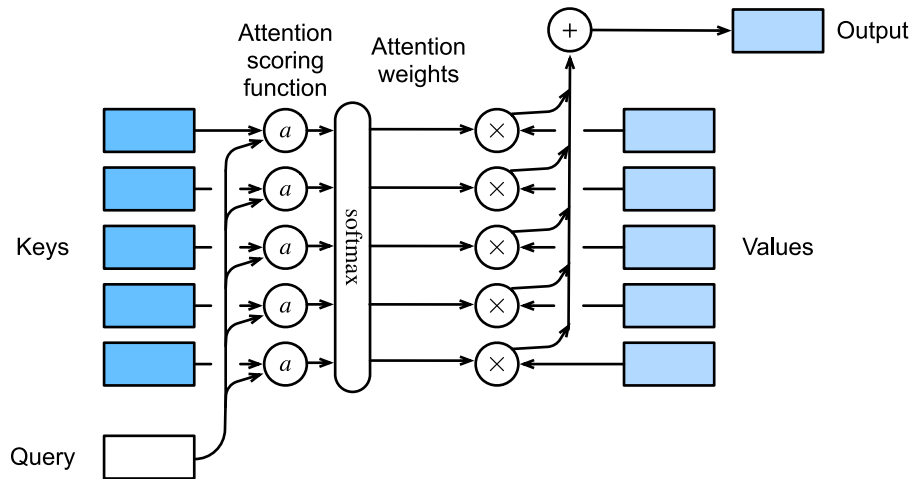 Attention
scoring
function
Attention
weights
+
Output
a
×
a
×
Keys
a
softmax
×
Values
a
×
a
×
Query